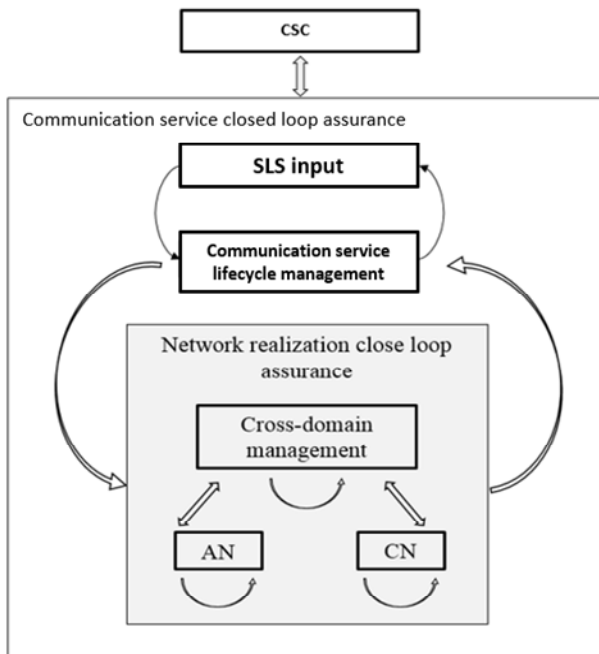 CSC
Communication service closed loop assurance
SLS input
Communication service
lifecycle management
Network realization close loop
assurance
Cross-domain
management
AN
CN